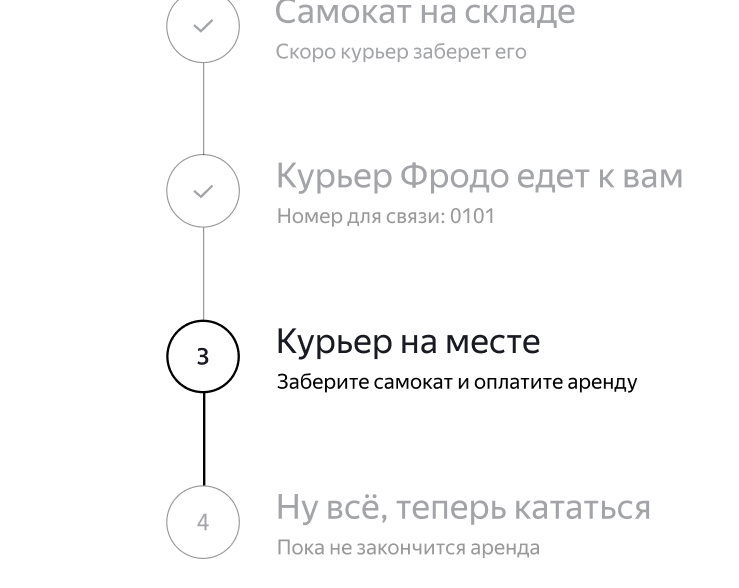 Самокат на складе
Скоро курьер заберет его
Курьер Фродо едет к вам
Номер для связи: 0101
3
Курьер на месте
Заберите самокат и оплатите аренду
4
Ну всё, теперь кататься
Пока не закончится аренда